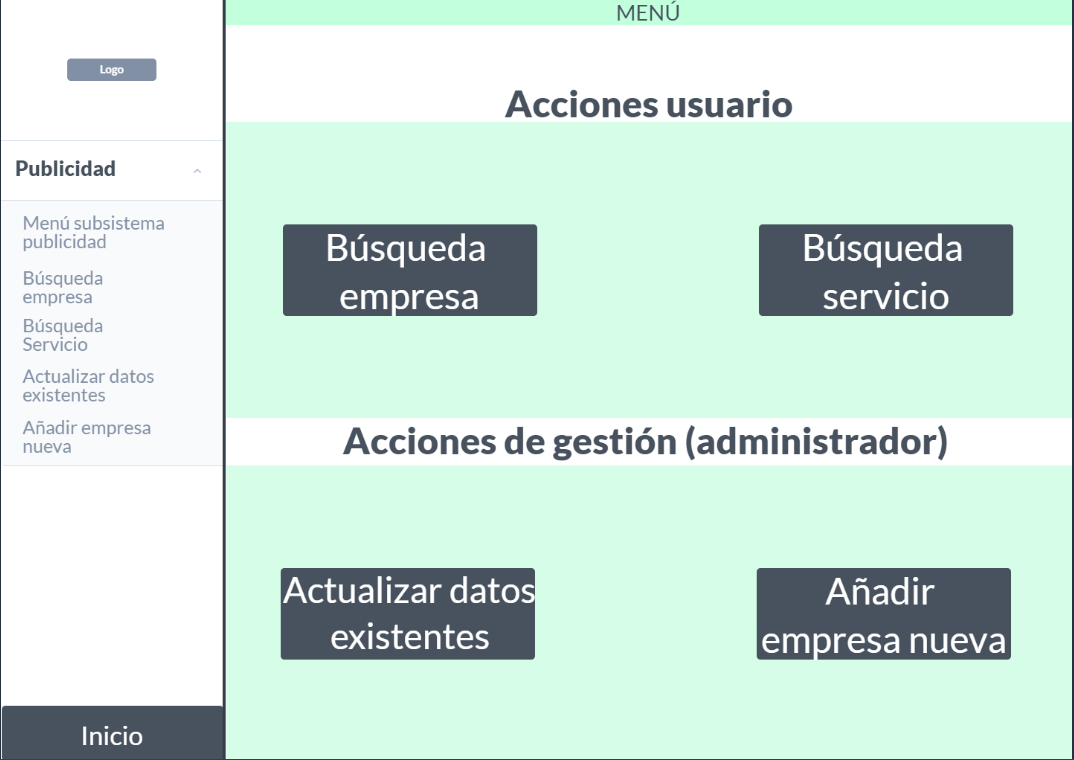 MENÚ
Logo
Publicidad
Menú subsistema
publicidad
Búsqueda
empresa
Búsqueda
Servicio
Actualizar datos
existentes
Añadir empresa
nueva
Inicio
Acciones usuario
Búsqueda
empresa
Búsqueda
servicio
Acciones de gestión (administrador)
Actualizar datos
existentes
Añadir
empresa nueva